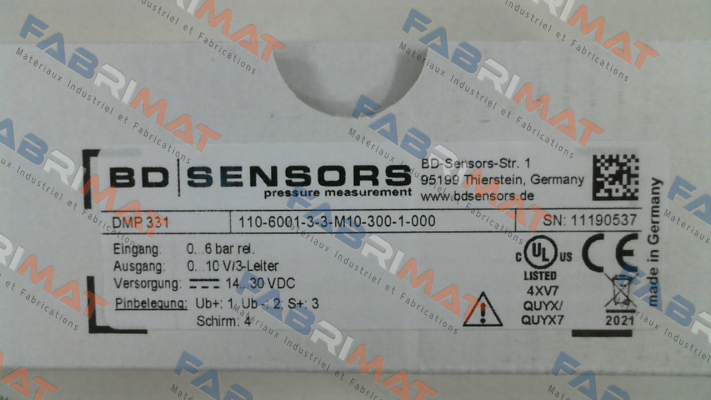 BD SENSORS
pressure measurement
BD-Sensors-Str. 1
95199 Thierstein, Germany
www.bdsensors.de
DMP 331 110-6001-3-3-M10-300-1-000 SN: 11190537
Eingang: 0...6 bar rel.
Ausgang: 0...10 V/3-Leiter
Versorgung: 14...30 VDC
Pinbelegung: Ub+: 1; Ub-: 2; S+: 3
Schirm: 4
C UL US
LISTED
4XV7
QUYX/
QUYX7
2021
made in Germany
FABRIMAT
Matériaux Industriel et Fabrications